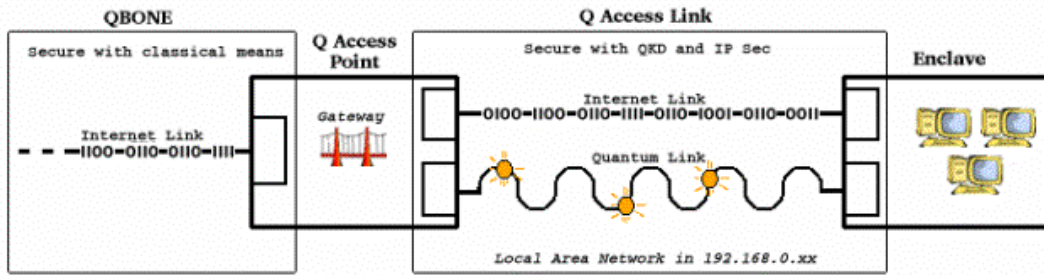 QBONE
Secure with classical means
Internet Link
1100-0110-0110-1111
Q Access
Point
Gateway
Q Access Link
Secure with QKD and IP Sec
Internet Link
0100-1100-0110-1111-0110-1001-0110-0011
Quantum Link
Local Area Network in 192.168.0.xx
Enclave